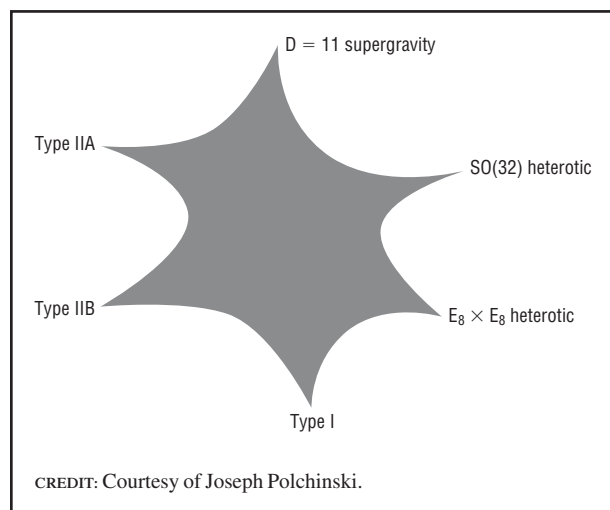 D = 11 supergravity
Type IIA
SO(32) heterotic
Type IIB
E₈ × E₈ heterotic
Type I
CREDIT: Courtesy of Joseph Polchinski.